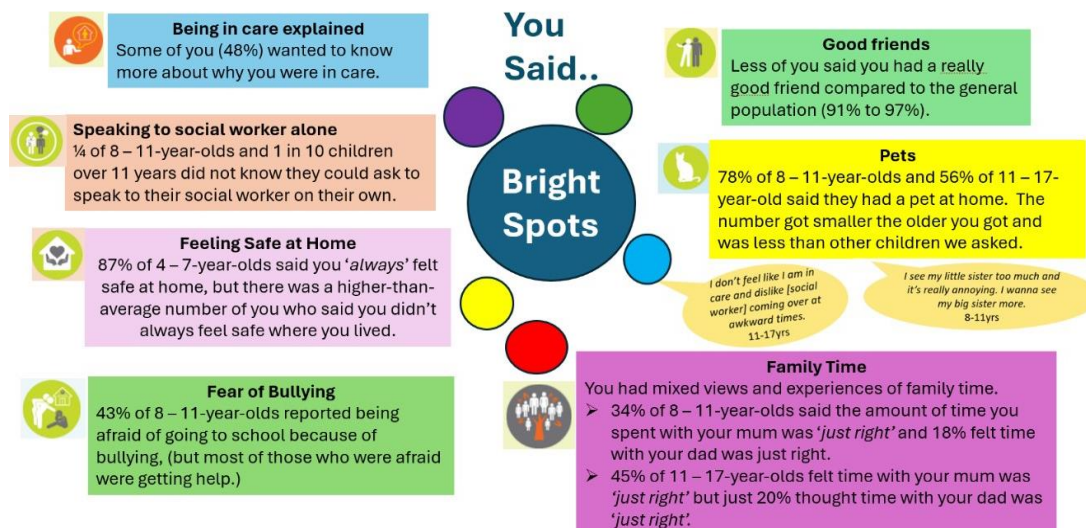 Being in care explained
Some of you (48%) wanted to know
more about why you were in care.
Speaking to social worker alone
¼ of 8 – 11-year-olds and 1 in 10 children
over 11 years did not know they could ask to
speak to their social worker on their own.
Feeling Safe at Home
87% of 4 – 7-year-olds said you ‘always’ felt
safe at home, but there was a higher-than-
average number of you who said you didn’t
always feel safe where you lived.
Fear of Bullying
43% of 8 – 11-year-olds reported being
afraid of going to school because of
bullying, (but most of those who were afraid
were getting help.)
You
Said..
Bright
Spots
Good friends
Less of you said you had a really
good friend compared to the general
population (91% to 97%).
Pets
78% of 8 – 11-year-olds and 56% of 11 – 17-
year-old said they had a pet at home. The
number got smaller the older you got and
was less than other children we asked.
I don’t feel like I am in
care and dislike [social
worker] coming over at
awkward times.
11-17yrs
I see my little sister too much and
it’s really annoying. I wanna see
my big sister more.
8-11yrs
Family Time
You had mixed views and experiences of family time.
➢ 34% of 8 – 11-year-olds said the amount of time you
spent with your mum was ‘just right’ and 18% felt time
with your dad was just right.
➢ 45% of 11 – 17-year-olds felt time with your mum was
‘just right’ but just 20% thought time with your dad was
‘just right’.